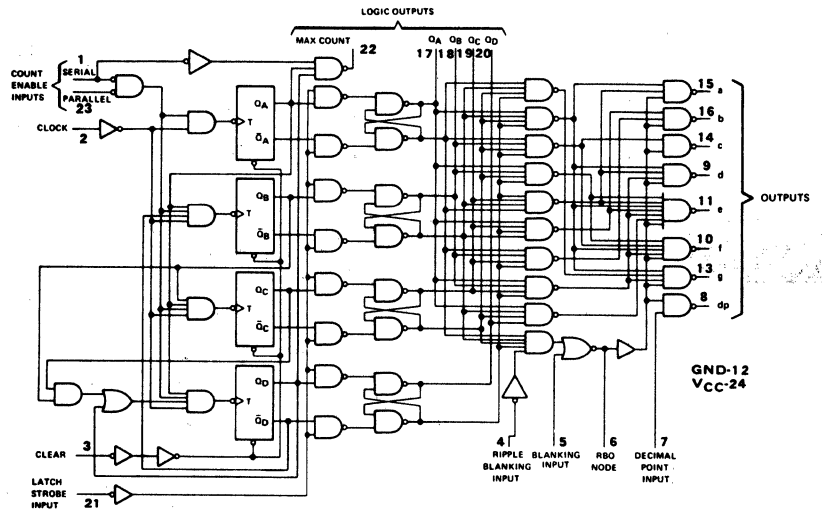 LOGIC OUTPUTS
MAX COUNT
22
QA QB QC QD
17 18 19 20
1
SERIAL
COUNT
ENABLE
INPUTS
PARALLEL
23
CLOCK
2
T
QA
Q̄A
T
QB
Q̄B
T
QC
Q̄C
T
QD
Q̄D
CLEAR
3
LATCH
STROBE
INPUT
21
15 a
16 b
14 c
9 d
11 e
10 f
13 g
8 dp
OUTPUTS
GND-12
VCC-24
4
RIPPLE
BLANKING
INPUT
5
BLANKING
INPUT
6
RBO
NODE
7
DECIMAL
POINT
INPUT